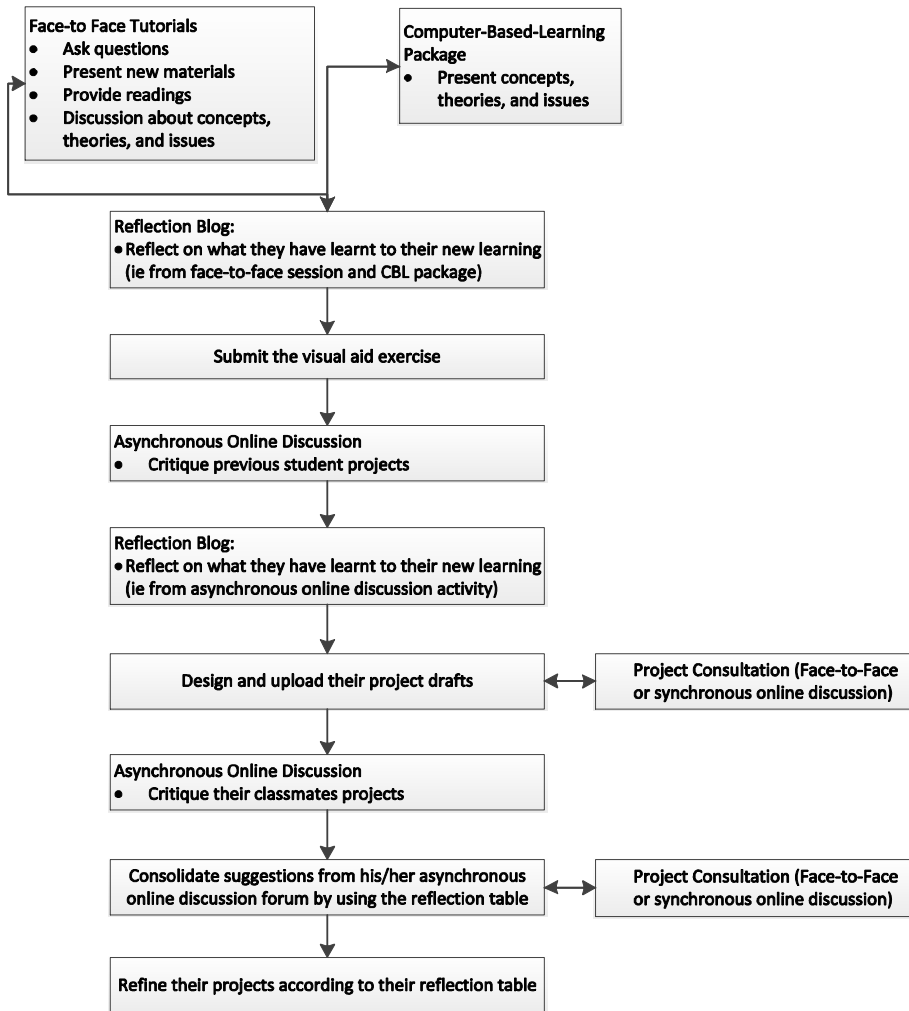 Face-to Face Tutorials
● Ask questions
● Present new materials
● Provide readings
● Discussion about concepts,
theories, and issues
Computer-Based-Learning
Package
● Present concepts,
theories, and issues
Reflection Blog:
● Reflect on what they have learnt to their new learning
(ie from face-to-face session and CBL package)
Submit the visual aid exercise
Asynchronous Online Discussion
● Critique previous student projects
Reflection Blog:
● Reflect on what they have learnt to their new learning
(ie from asynchronous online discussion activity)
Design and upload their project drafts
Project Consultation (Face-to-Face
or synchronous online discussion)
Asynchronous Online Discussion
● Critique their classmates projects
Consolidate suggestions from his/her asynchronous
online discussion forum by using the reflection table
Project Consultation (Face-to-Face
or synchronous online discussion)
Refine their projects according to their reflection table